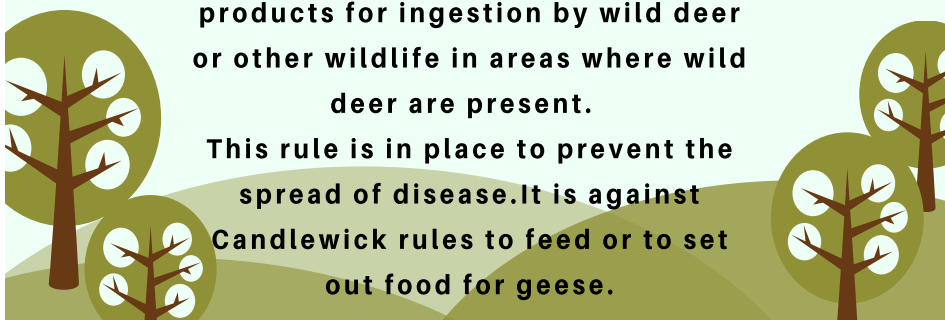 products for ingestion by wild deer
or other wildlife in areas where wild
deer are present.
This rule is in place to prevent the
spread of disease.It is against
Candlewick rules to feed or to set
out food for geese.